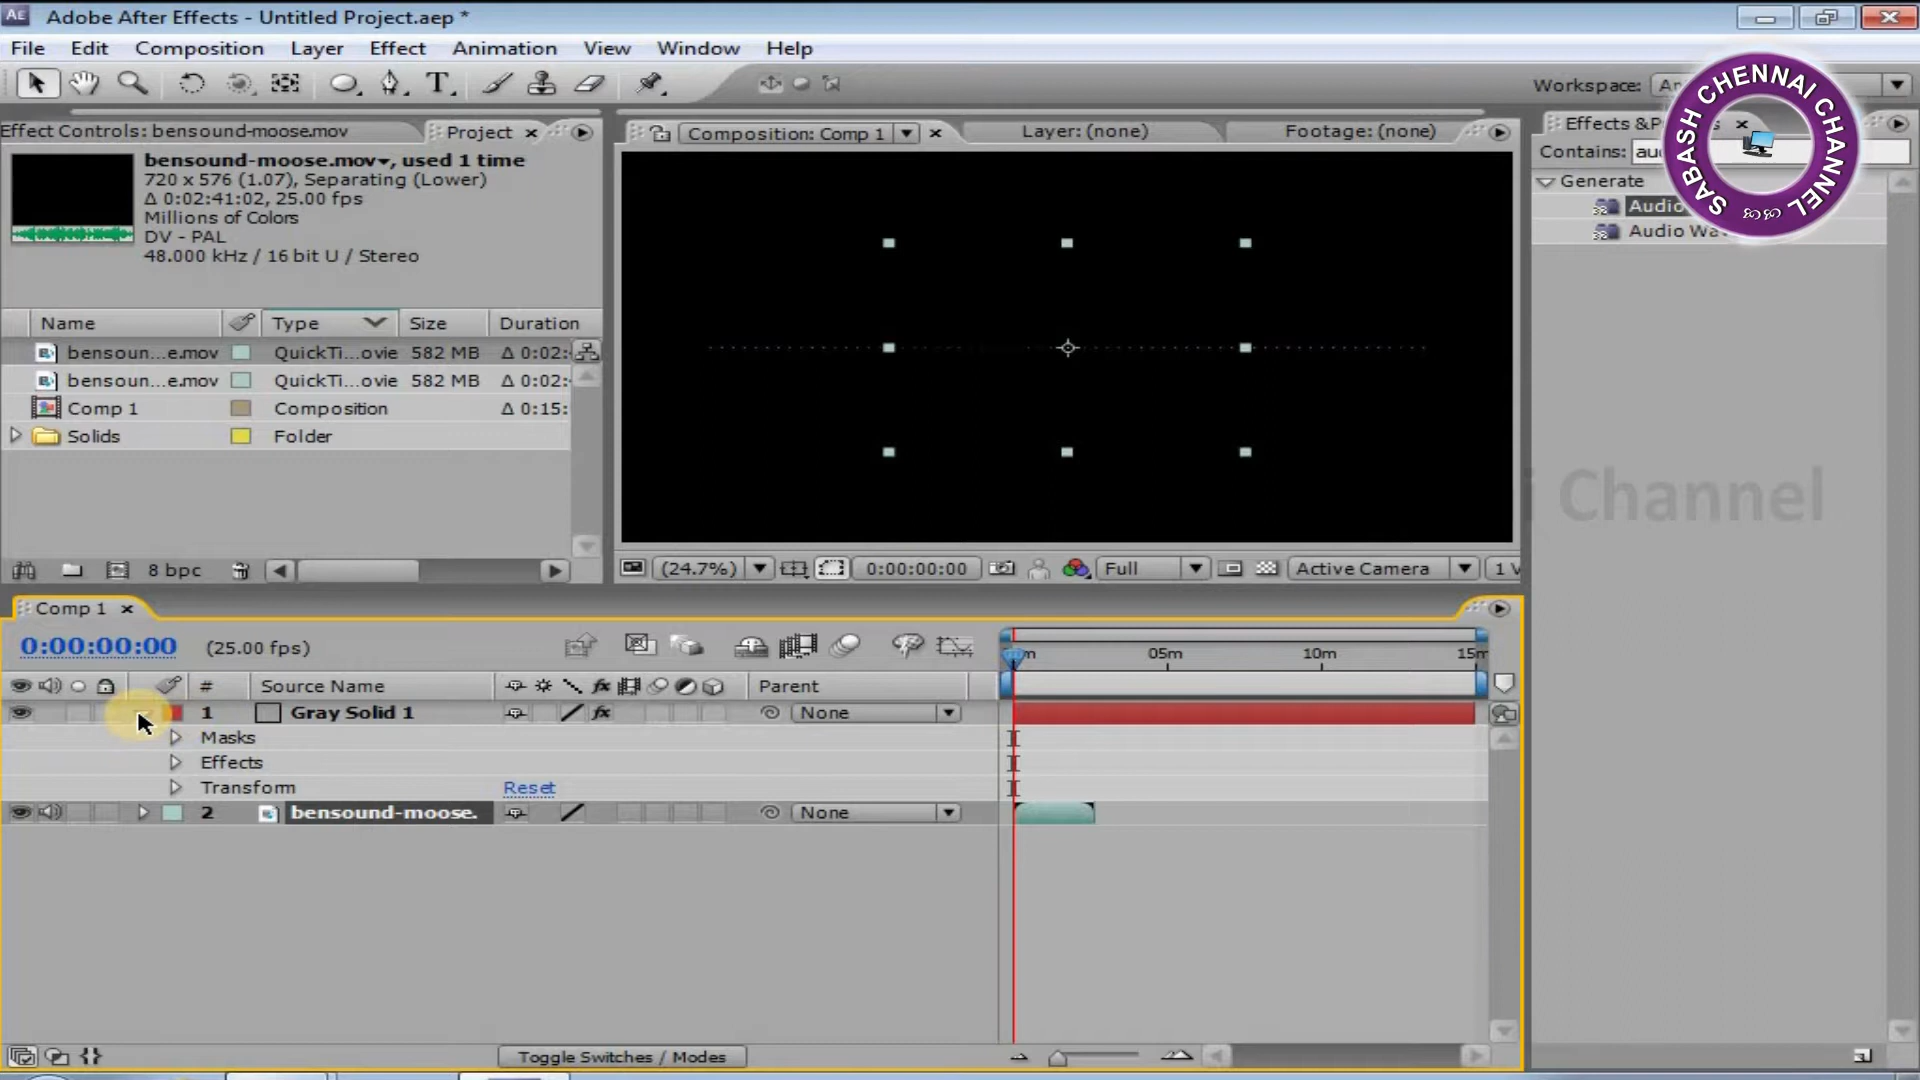 Adobe After Effects - Untitled Project.aep *
File Edit Composition Layer Effect Animation View Window Help
Workspace:
SABASH CHENNAI CHANNEL
Effect Controls: bensound-moose.mov Project
Composition: Comp 1 Layer: (none) Footage: (none)
Effects &
Contains:
bensound-moose.mov, used 1 time
720 x 576 (1.07), Separating (Lower)
Δ 0:02:41:02, 25.00 fps
Millions of Colors
DV - PAL
48.000 kHz / 16 bit U / Stereo
Generate
Audio
Audio
Name Type Size Duration
bensoun...e.mov QuickTi...ovie 582 MB Δ 0:02:
bensoun...e.mov QuickTi...ovie 582 MB Δ 0:02:
Comp 1 Composition Δ 0:15:
Solids Folder
Channel
8 bpc
(24.7%) 0:00:00:00 Full Active Camera 1 V
Comp 1
0:00:00:00 (25.00 fps)
05m 10m 15m
# Source Name Parent
1 Gray Solid 1 None
Masks
Effects
Transform Reset
2 bensound-moose. None
Toggle Switches / Modes